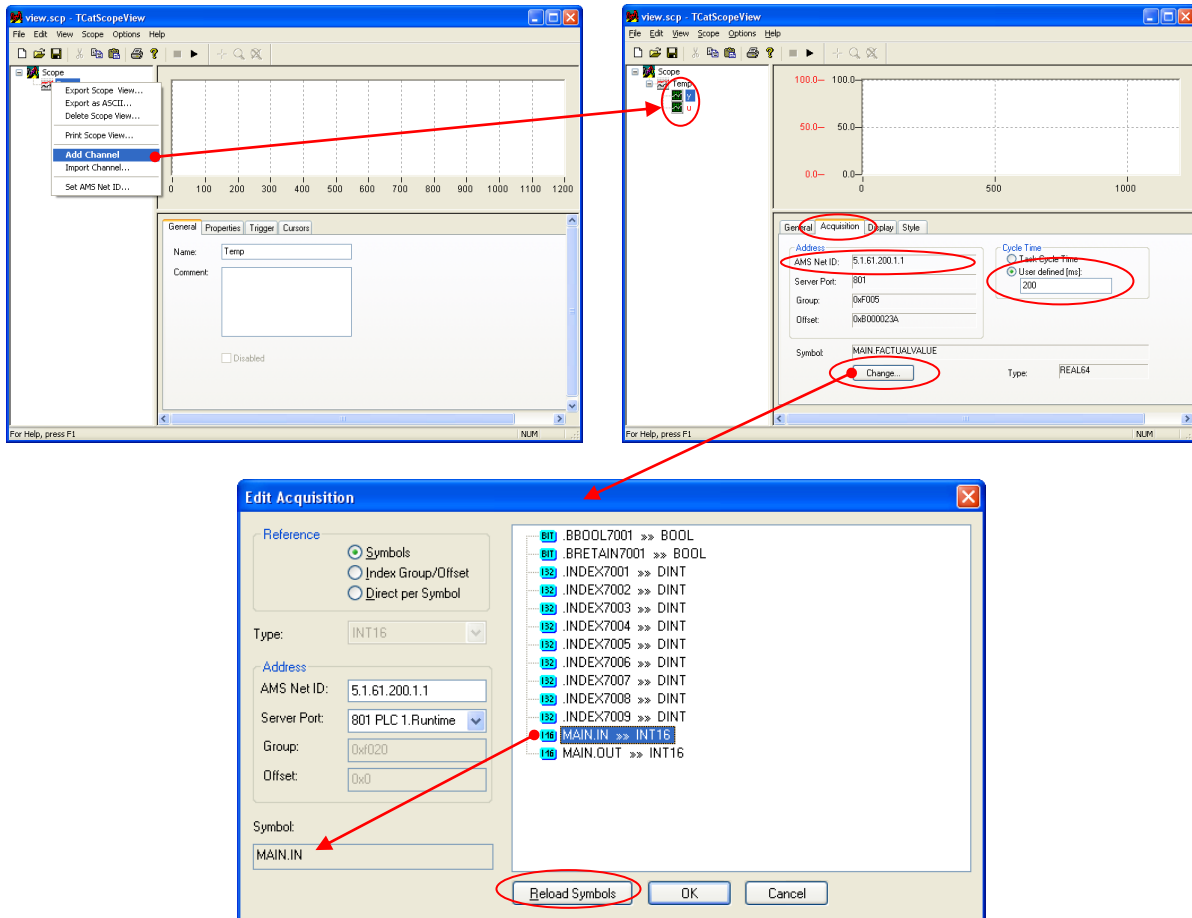 view.scp - TCatScopeView
File Edit View Scope Options Help
Scope
Export Scope View...
Export as ASCII...
Delete Scope View...
Print Scope View...
Add Channel
Import Channel...
Set AMS Net ID...
0 100 200 300 400 500 600 700 800 900 1000 1100 1200
General Properties Trigger Cursors
Name: Temp
Comment:
Disabled
For Help, press F1 NUM
view.scp - TCatScopeView
File Edit View Scope Options Help
Scope
Temp
y
u
100.0 100.0
50.0 50.0
0.0 0.0
0 500 1000
General Acquisition Display Style
Address
AMS Net ID: 5.1.61.200.1.1
Server Port: 801
Group: 0xF005
Offset: 0xB000023A
Cycle Time
Task Cycle Time
User defined [ms]:
200
Symbol: MAIN.FACTUALVALUE
Change...
Type: REAL64
For Help, press F1 NUM
Edit Acquisition
Reference
Symbols
Index Group/Offset
Direct per Symbol
Type: INT16
Address
AMS Net ID: 5.1.61.200.1.1
Server Port: 801 PLC 1.Runtime
Group: 0xf020
Offset: 0x0
Symbol:
MAIN.IN
BIT .BBOOL7001 »» BOOL
BIT .BRETAIN7001 »» BOOL
I32 .INDEX7001 »» DINT
I32 .INDEX7002 »» DINT
I32 .INDEX7003 »» DINT
I32 .INDEX7004 »» DINT
I32 .INDEX7005 »» DINT
I32 .INDEX7006 »» DINT
I32 .INDEX7007 »» DINT
I32 .INDEX7008 »» DINT
I32 .INDEX7009 »» DINT
I16 MAIN.IN »» INT16
I16 MAIN.OUT »» INT16
Reload Symbols OK Cancel